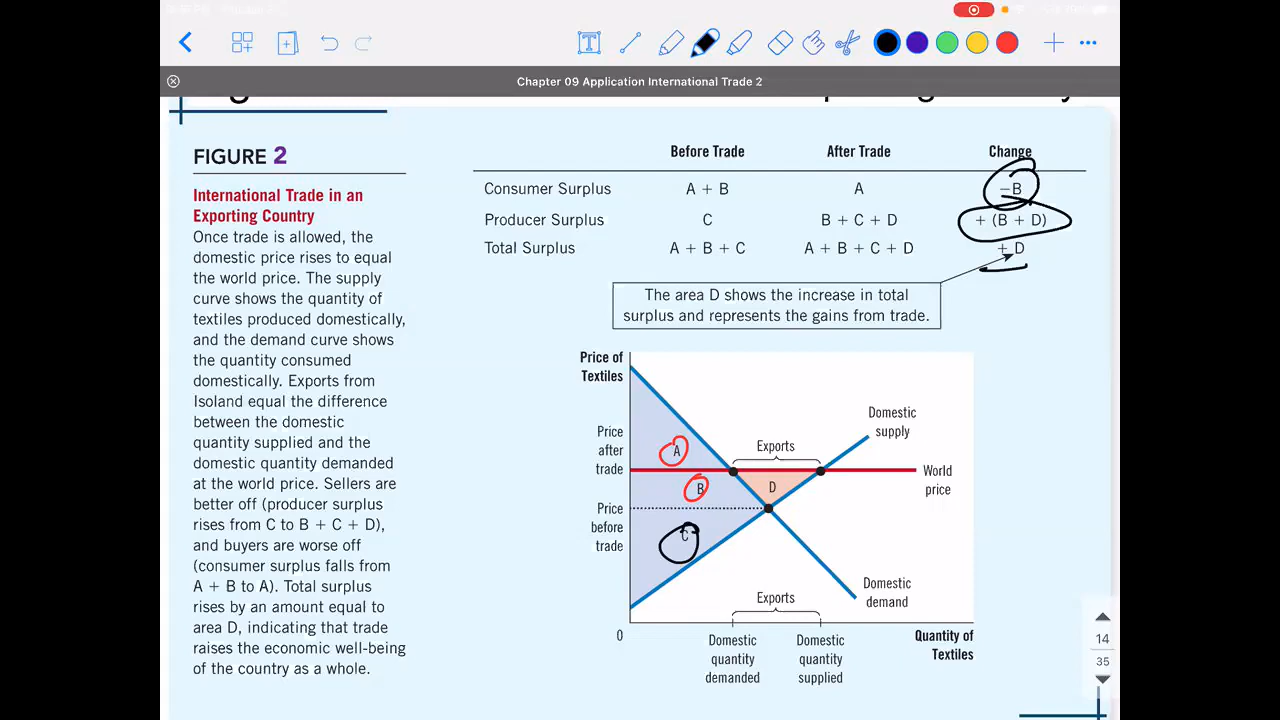 T
Chapter 09 Application International Trade 2
FIGURE 2
International Trade in an
Exporting Country
Once trade is allowed, the
domestic price rises to equal
the world price. The supply
curve shows the quantity of
textiles produced domestically,
and the demand curve shows
the quantity consumed
domestically. Exports from
Isoland equal the difference
between the domestic
quantity supplied and the
domestic quantity demanded
at the world price. Sellers are
better off (producer surplus
rises from C to B + C + D),
and buyers are worse off
(consumer surplus falls from
A + B to A). Total surplus
rises by an amount equal to
area D, indicating that trade
raises the economic well-being
of the country as a whole.
Before Trade After Trade Change
Consumer Surplus A + B A −B
Producer Surplus C B + C + D + (B + D)
Total Surplus A + B + C A + B + C + D + D
The area D shows the increase in total
surplus and represents the gains from trade.
Price of
Textiles
Price
after
trade
Price
before
trade
A
B
C
D
Exports
Domestic
supply
World
price
Domestic
demand
Exports
0
Domestic
quantity
demanded
Domestic
quantity
supplied
Quantity of
Textiles
14
35